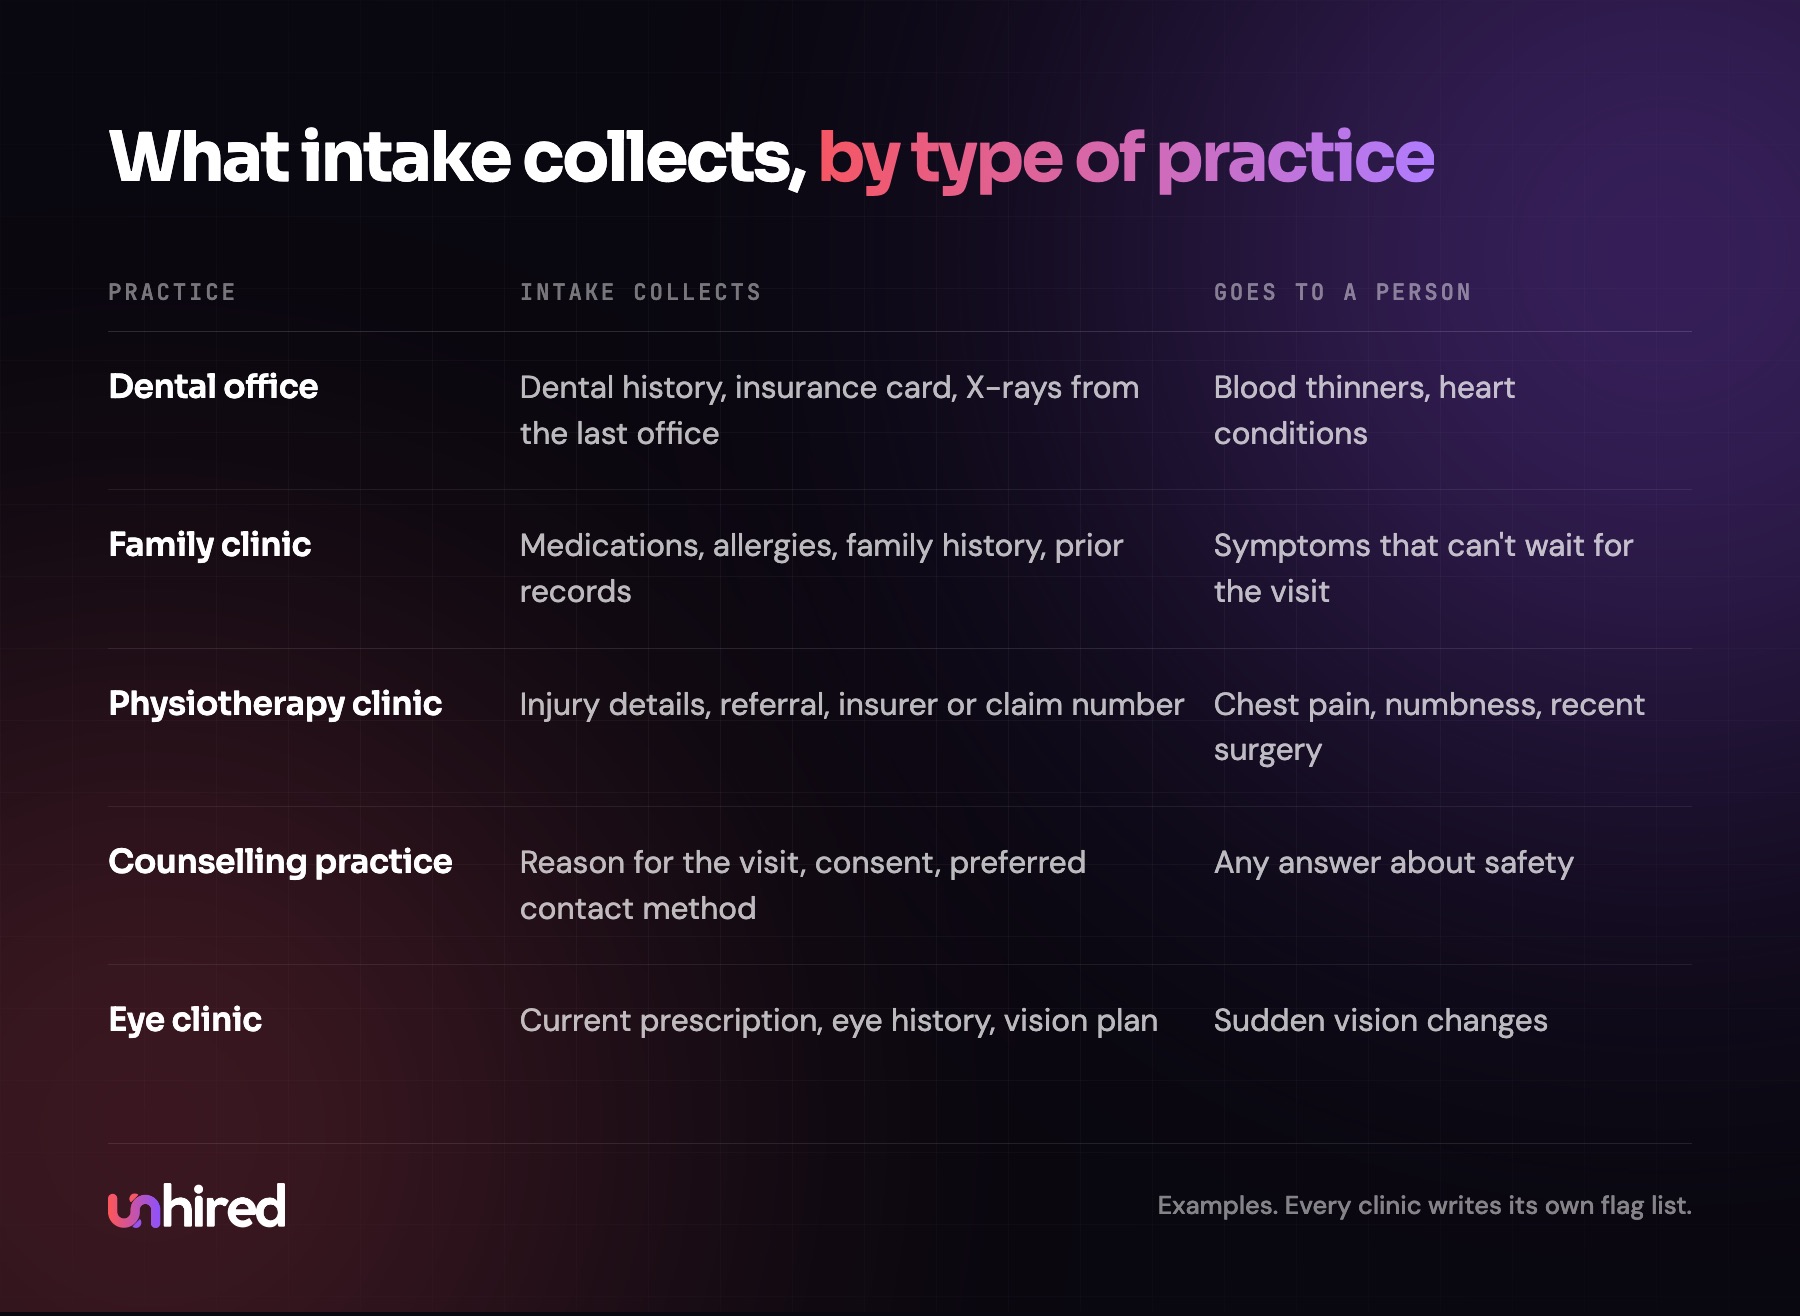 What intake collects, by type of practice
PRACTICE INTAKE COLLECTS GOES TO A PERSON
Dental office Dental history, insurance card, X-rays from Blood thinners, heart
the last office conditions
Family clinic Medications, allergies, family history, prior Symptoms that can't wait for
records the visit
Physiotherapy clinic Injury details, referral, insurer or claim number Chest pain, numbness, recent
surgery
Counselling practice Reason for the visit, consent, preferred Any answer about safety
contact method
Eye clinic Current prescription, eye history, vision plan Sudden vision changes
unhired Examples. Every clinic writes its own flag list.